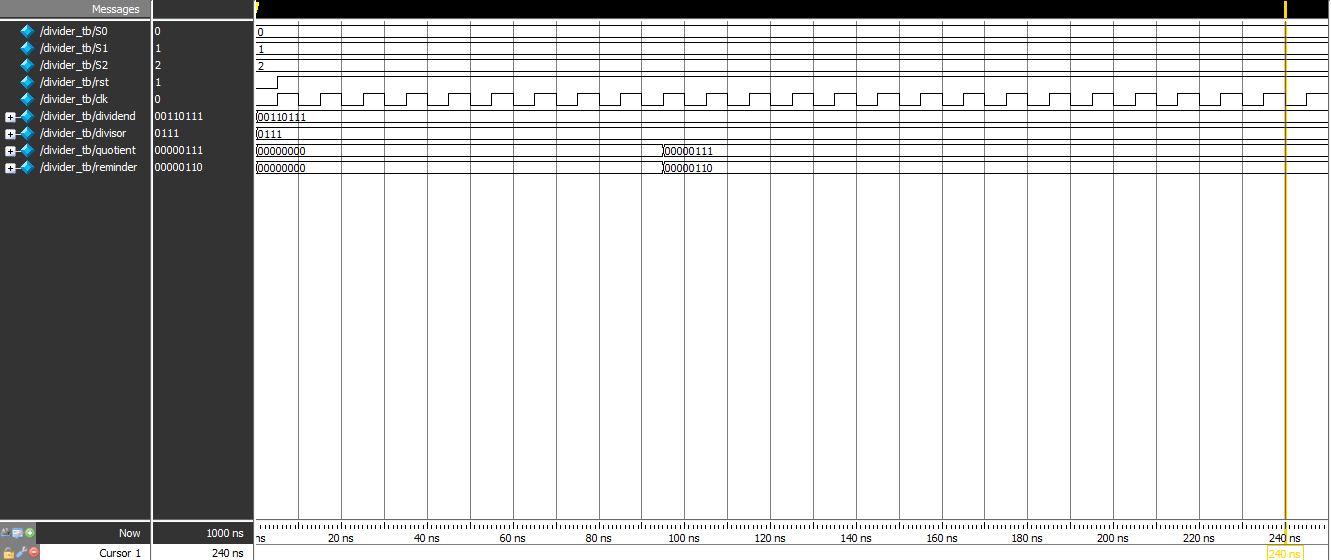 Messages
/divider_tb/S0 0 0
/divider_tb/S1 1 1
/divider_tb/S2 2 2
/divider_tb/rst 1
/divider_tb/clk 0
/divider_tb/dividend 00110111 00110111
/divider_tb/divisor 0111 0111
/divider_tb/quotient 00000111 00000000 00000111
/divider_tb/reminder 00000110 00000000 00000110
Now 1000 ns ns 20 ns 40 ns 60 ns 80 ns 100 ns 120 ns 140 ns 160 ns 180 ns 200 ns 220 ns 240 ns
Cursor 1 240 ns 240 ns